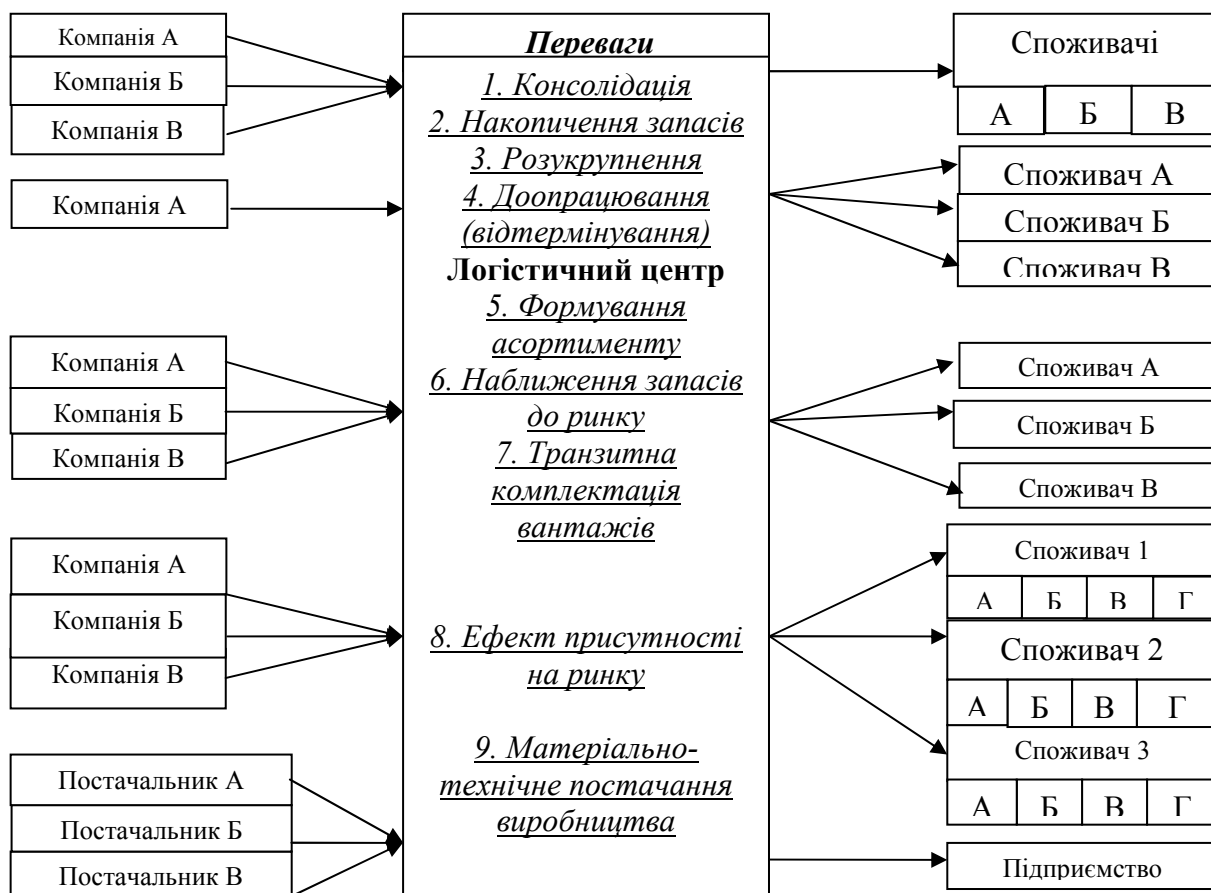 Компанія А
Компанія Б
Компанія В
Компанія А
Компанія А
Компанія Б
Компанія В
Компанія А
Компанія Б
Компанія В
Постачальник А
Постачальник Б
Постачальник В
Переваги
1. Консолідація
2. Накопичення запасів
3. Розукрупнення
4. Доопрацювання
(відтермінування)
Логістичний центр
5. Формування
асортименту
6. Наближення запасів
до ринку
7. Транзитна
комплектація
вантажів
8. Ефект присутності
на ринку
9. Матеріально-
технічне постачання
виробництва
Споживачі
А Б В
Споживач А
Споживач Б
Споживач В
Споживач А
Споживач Б
Споживач В
Споживач 1
А Б В Г
Споживач 2
А Б В Г
Споживач 3
А Б В Г
Підприємство